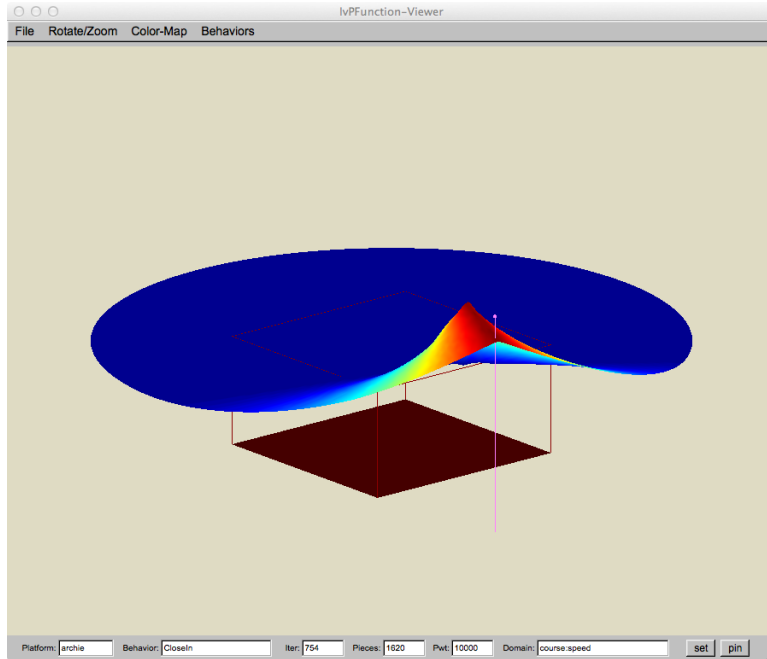 IvPFunction-Viewer
File Rotate/Zoom Color-Map Behaviors
Platform: archie Behavior: CloseIn Iter: 754 Pieces: 1620 Pwt: 10000 Domain: course:speed set pin